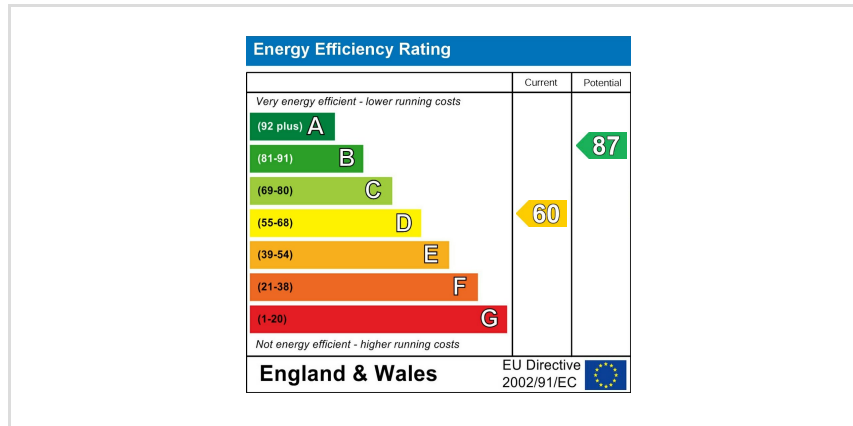 Energy Efficiency Rating
Current Potential
Very energy efficient - lower running costs
(92 plus) A
(81-91) B
87
(69-80) C
(55-68) D
60
(39-54) E
(21-38) F
(1-20) G
Not energy efficient - higher running costs
England & Wales
EU Directive
2002/91/EC